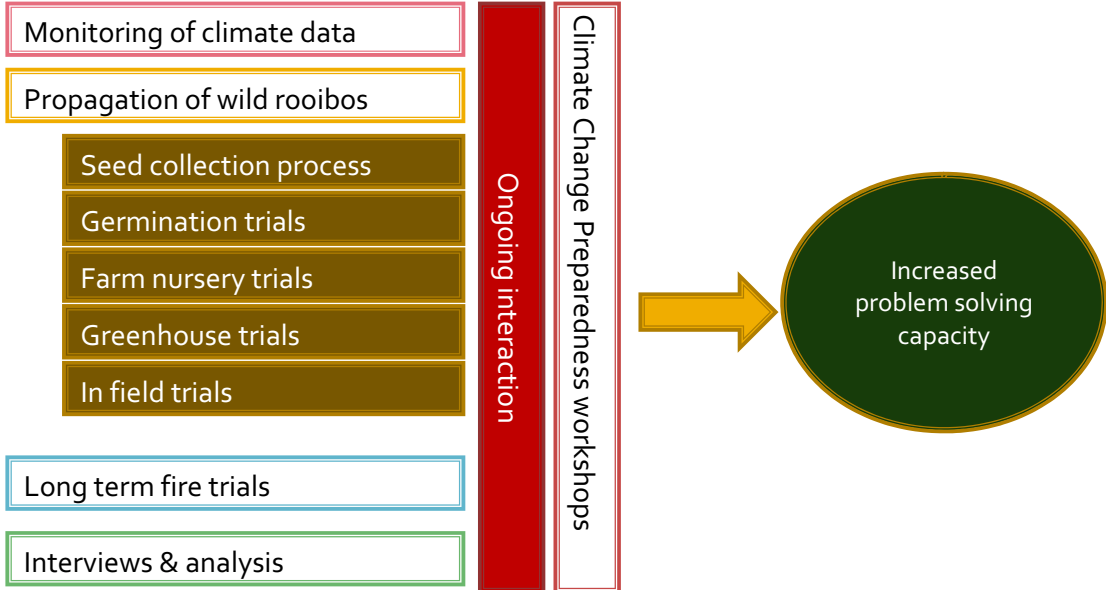 Monitoring of climate data
Propagation of wild rooibos
Seed collection process
Germination trials
Farm nursery trials
Greenhouse trials
In field trials
Long term fire trials
Interviews & analysis
Ongoing interaction
Climate Change Preparedness workshops
Increased
problem solving
capacity